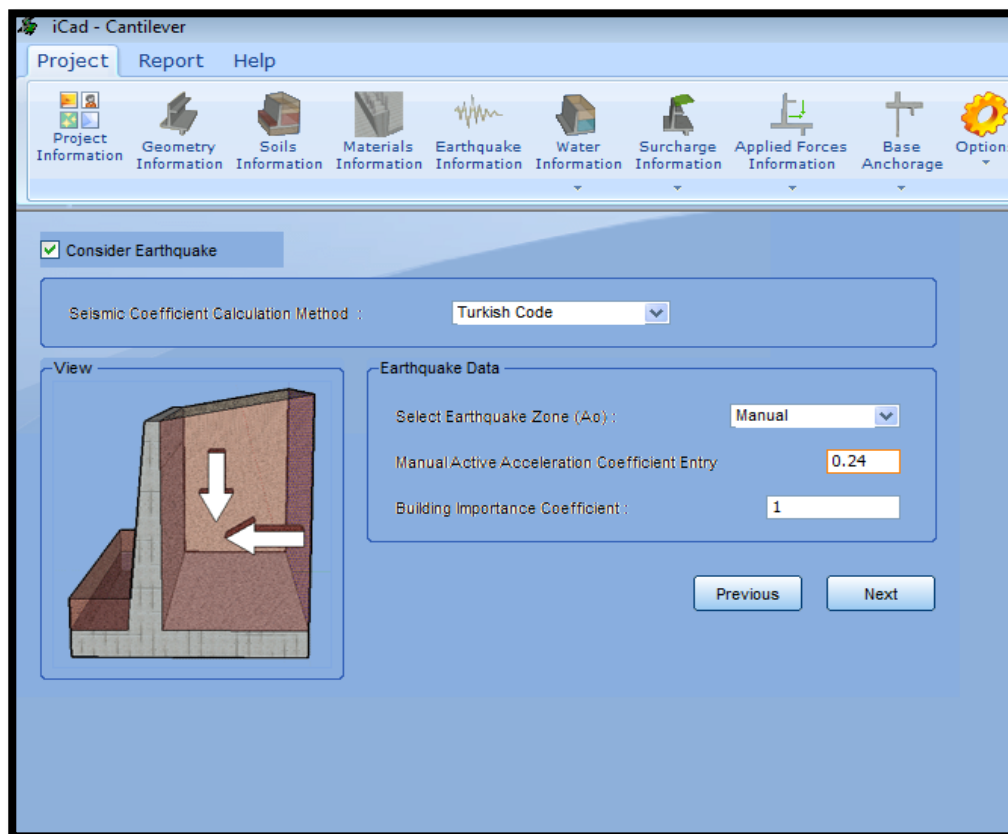 iCad - Cantilever
Project Report Help
Project Information
Geometry Information
Soils Information
Materials Information
Earthquake Information
Water Information
Surcharge Information
Applied Forces Information
Base Anchorage
Option
Consider Earthquake
Seismic Coefficient Calculation Method : Turkish Code
View
Earthquake Data
Select Earthquake Zone (Ao) : Manual
Manual Active Acceleration Coefficient Entry 0.24
Building Importance Coefficient : 1
Previous Next